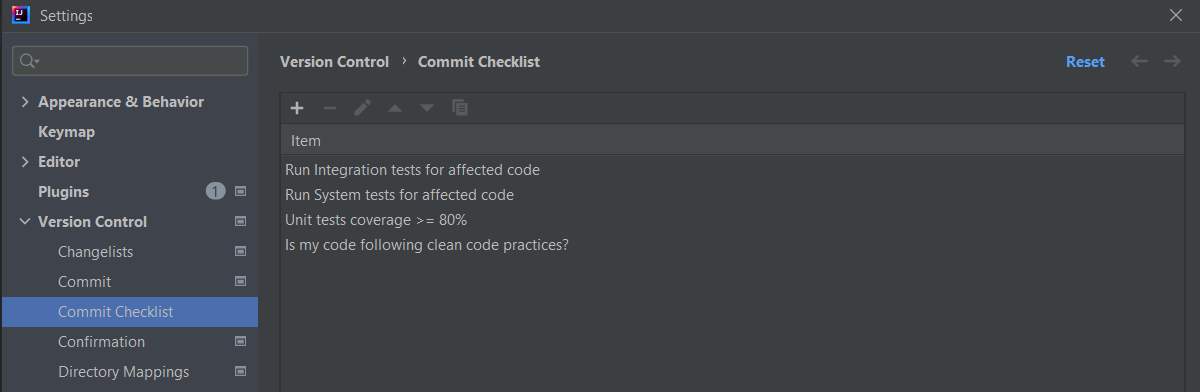 Settings
Version Control › Commit Checklist
Reset
Appearance & Behavior
Keymap
Editor
Plugins
1
Version Control
Changelists
Commit
Commit Checklist
Confirmation
Directory Mappings
Item
Run Integration tests for affected code
Run System tests for affected code
Unit tests coverage >= 80%
Is my code following clean code practices?